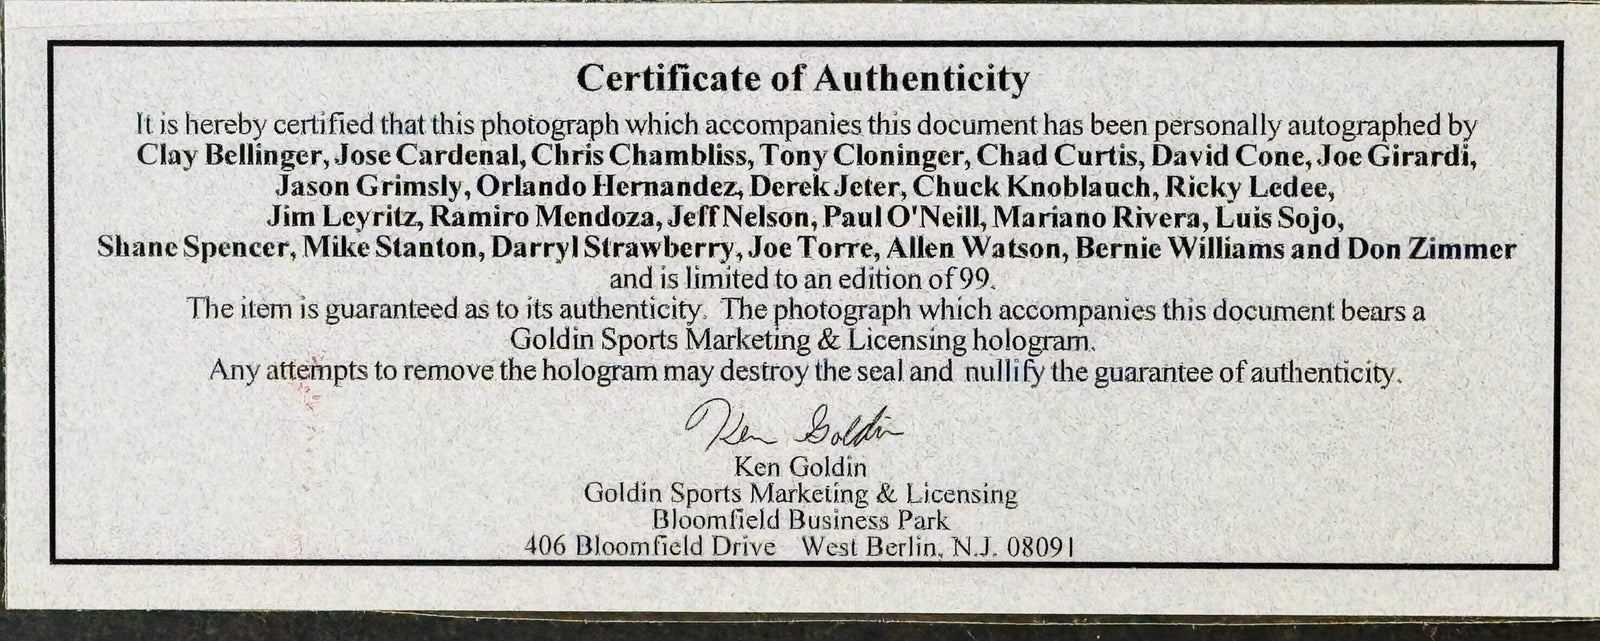 Certificate of Authenticity
It is hereby certified that this photograph which accompanies this document has been personally autographed by
Clay Bellinger, Jose Cardenal, Chris Chambliss, Tony Cloninger, Chad Curtis, David Cone, Joe Girardi,
Jason Grimsly, Orlando Hernandez, Derek Jeter, Chuck Knoblauch, Ricky Ledee,
Jim Leyritz, Ramiro Mendoza, Jeff Nelson, Paul O'Neill, Mariano Rivera, Luis Sojo,
Shane Spencer, Mike Stanton, Darryl Strawberry, Joe Torre, Allen Watson, Bernie Williams and Don Zimmer
and is limited to an edition of 99.
The item is guaranteed as to its authenticity. The photograph which accompanies this document bears a
Goldin Sports Marketing & Licensing hologram.
Any attempts to remove the hologram may destroy the seal and nullify the guarantee of authenticity.
Ken Goldin
Ken Goldin
Goldin Sports Marketing & Licensing
Bloomfield Business Park
406 Bloomfield Drive West Berlin, N.J. 08091